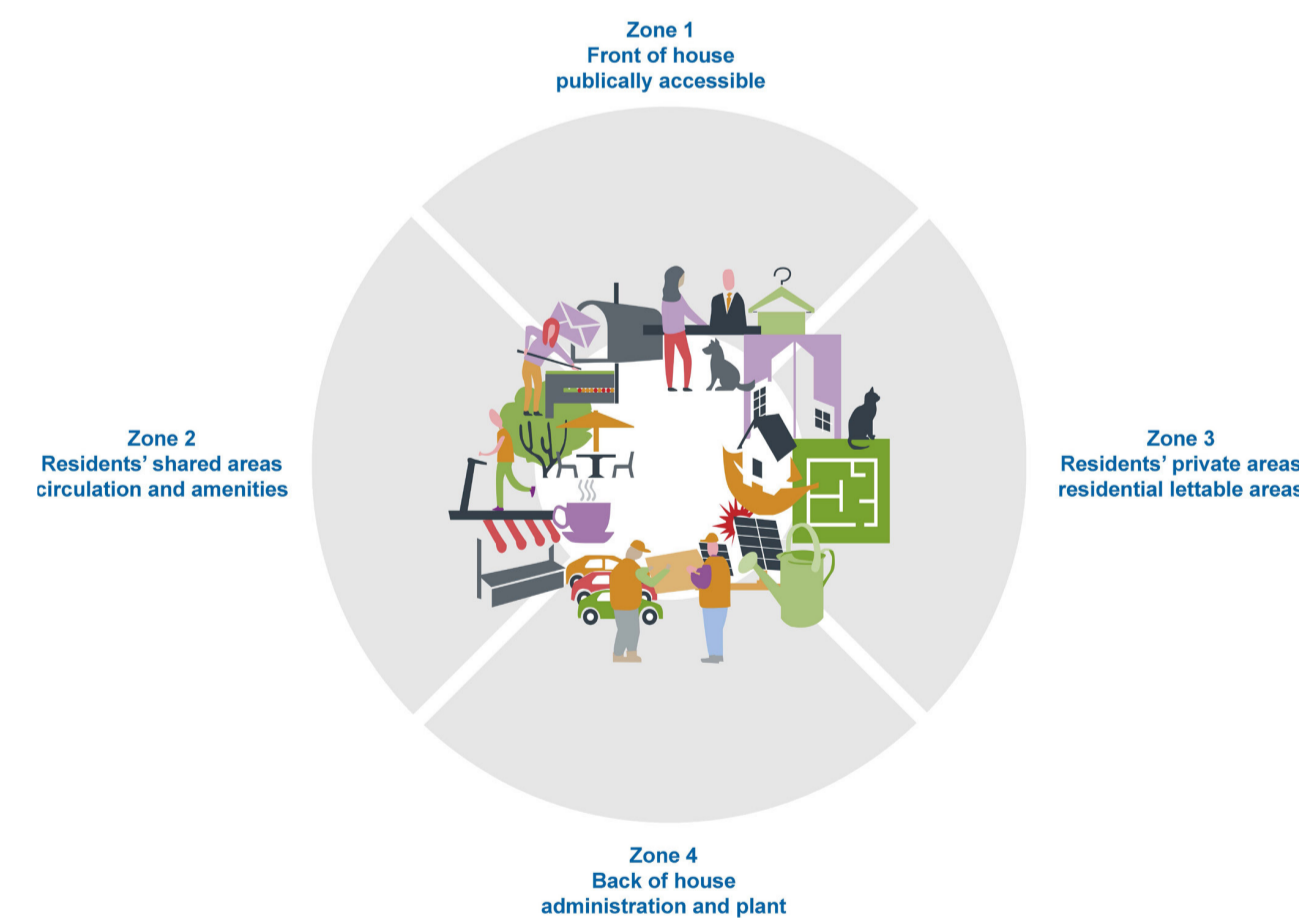 Zone 1
Front of house
publically accessible
Zone 2
Residents’ shared areas
circulation and amenities
Zone 3
Residents’ private areas
residential lettable areas
Zone 4
Back of house
administration and plant